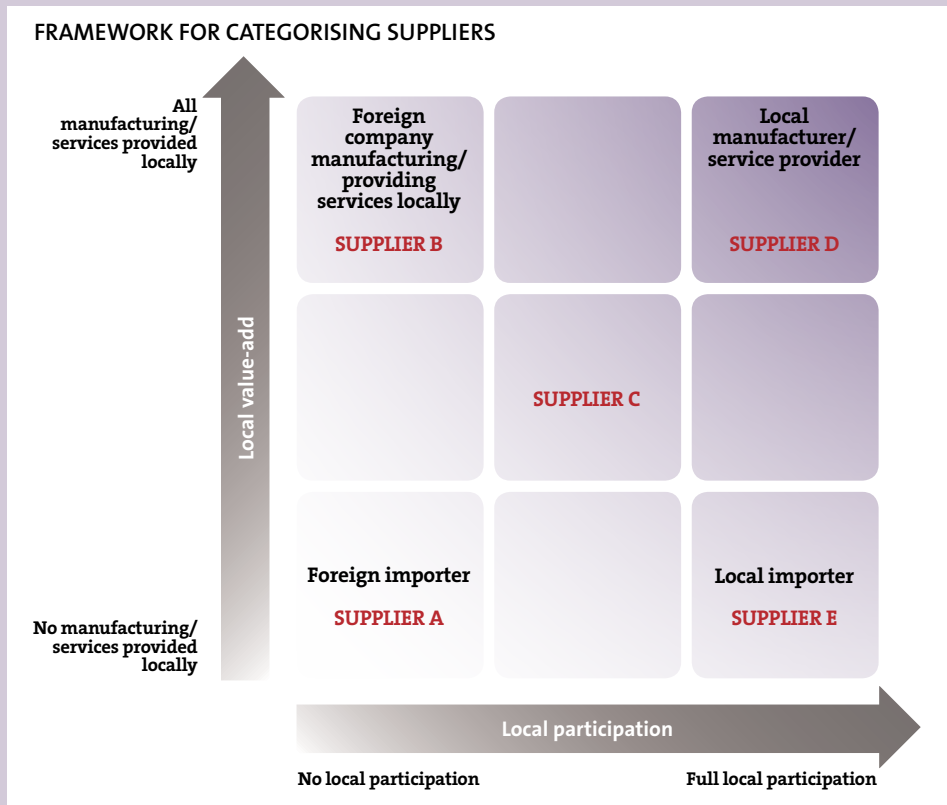 FRAMEWORK FOR CATEGORISING SUPPLIERS
All
manufacturing/
services provided
locally
Foreign
company
manufacturing/
providing
services locally
SUPPLIER B
Local
manufacturer/
service provider
SUPPLIER D
Local value-add
SUPPLIER C
Foreign importer
SUPPLIER A
Local importer
SUPPLIER E
No manufacturing/
services provided
locally
Local participation
No local participation
Full local participation